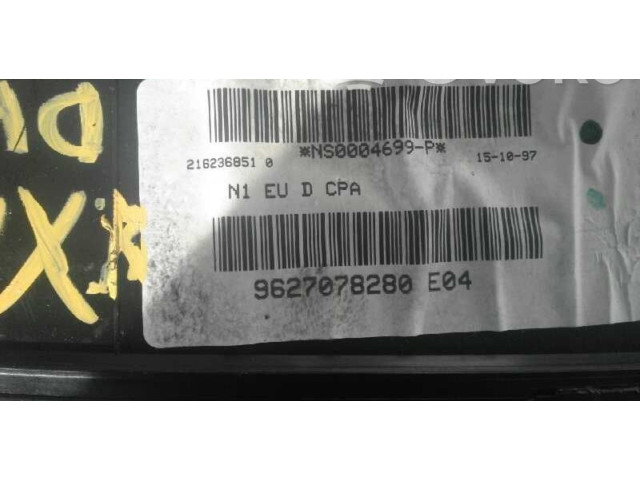 *NS0004699-P*
216236851 0
15-10-97
N1 EU D CPA
9627078280 E04